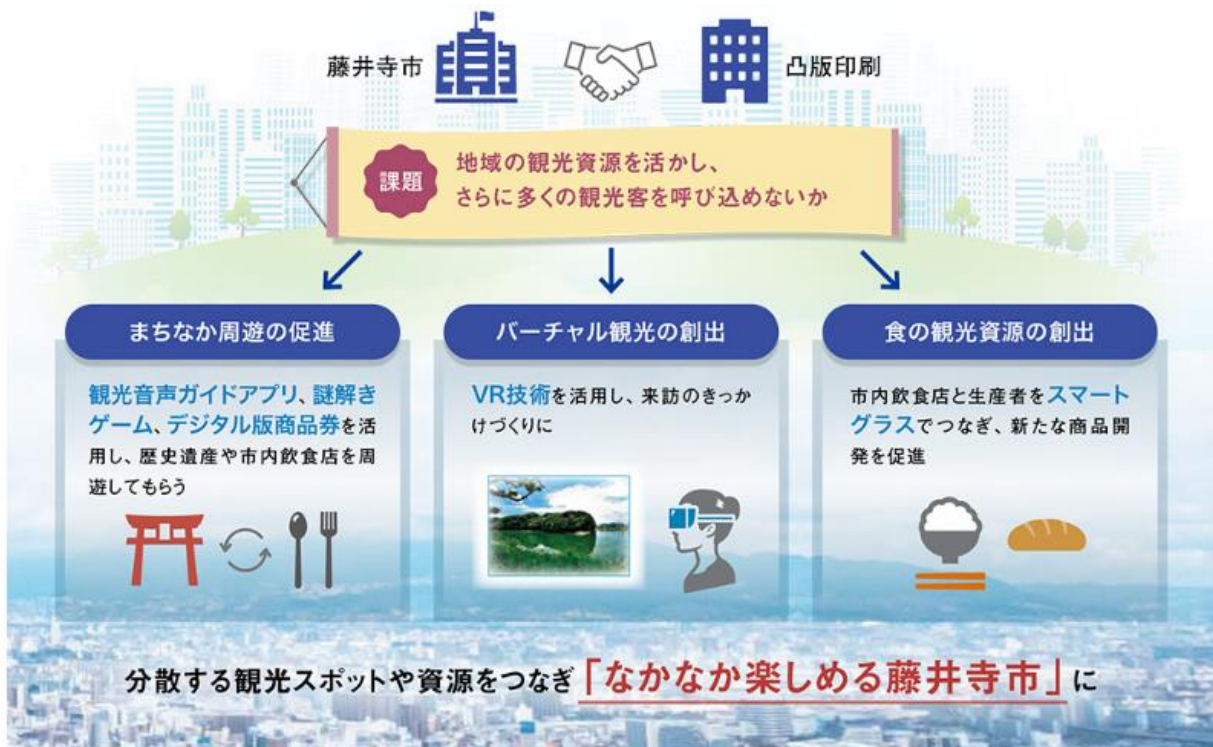 藤井寺市
凸版印刷
課題
地域の観光資源を活かし、
さらに多くの観光客を呼び込めないか
まちなか周遊の促進
観光音声ガイドアプリ、謎解き
ゲーム、デジタル版商品券を活
用し、歴史遺産や市内飲食店を周
遊してもらう
バーチャル観光の創出
VR技術を活用し、来訪のきっか
けづくりに
食の観光資源の創出
市内飲食店と生産者をスマート
グラスでつなぎ、新たな商品開
発を促進
分散する観光スポットや資源をつなぎ「なかなか楽しめる藤井寺市」に